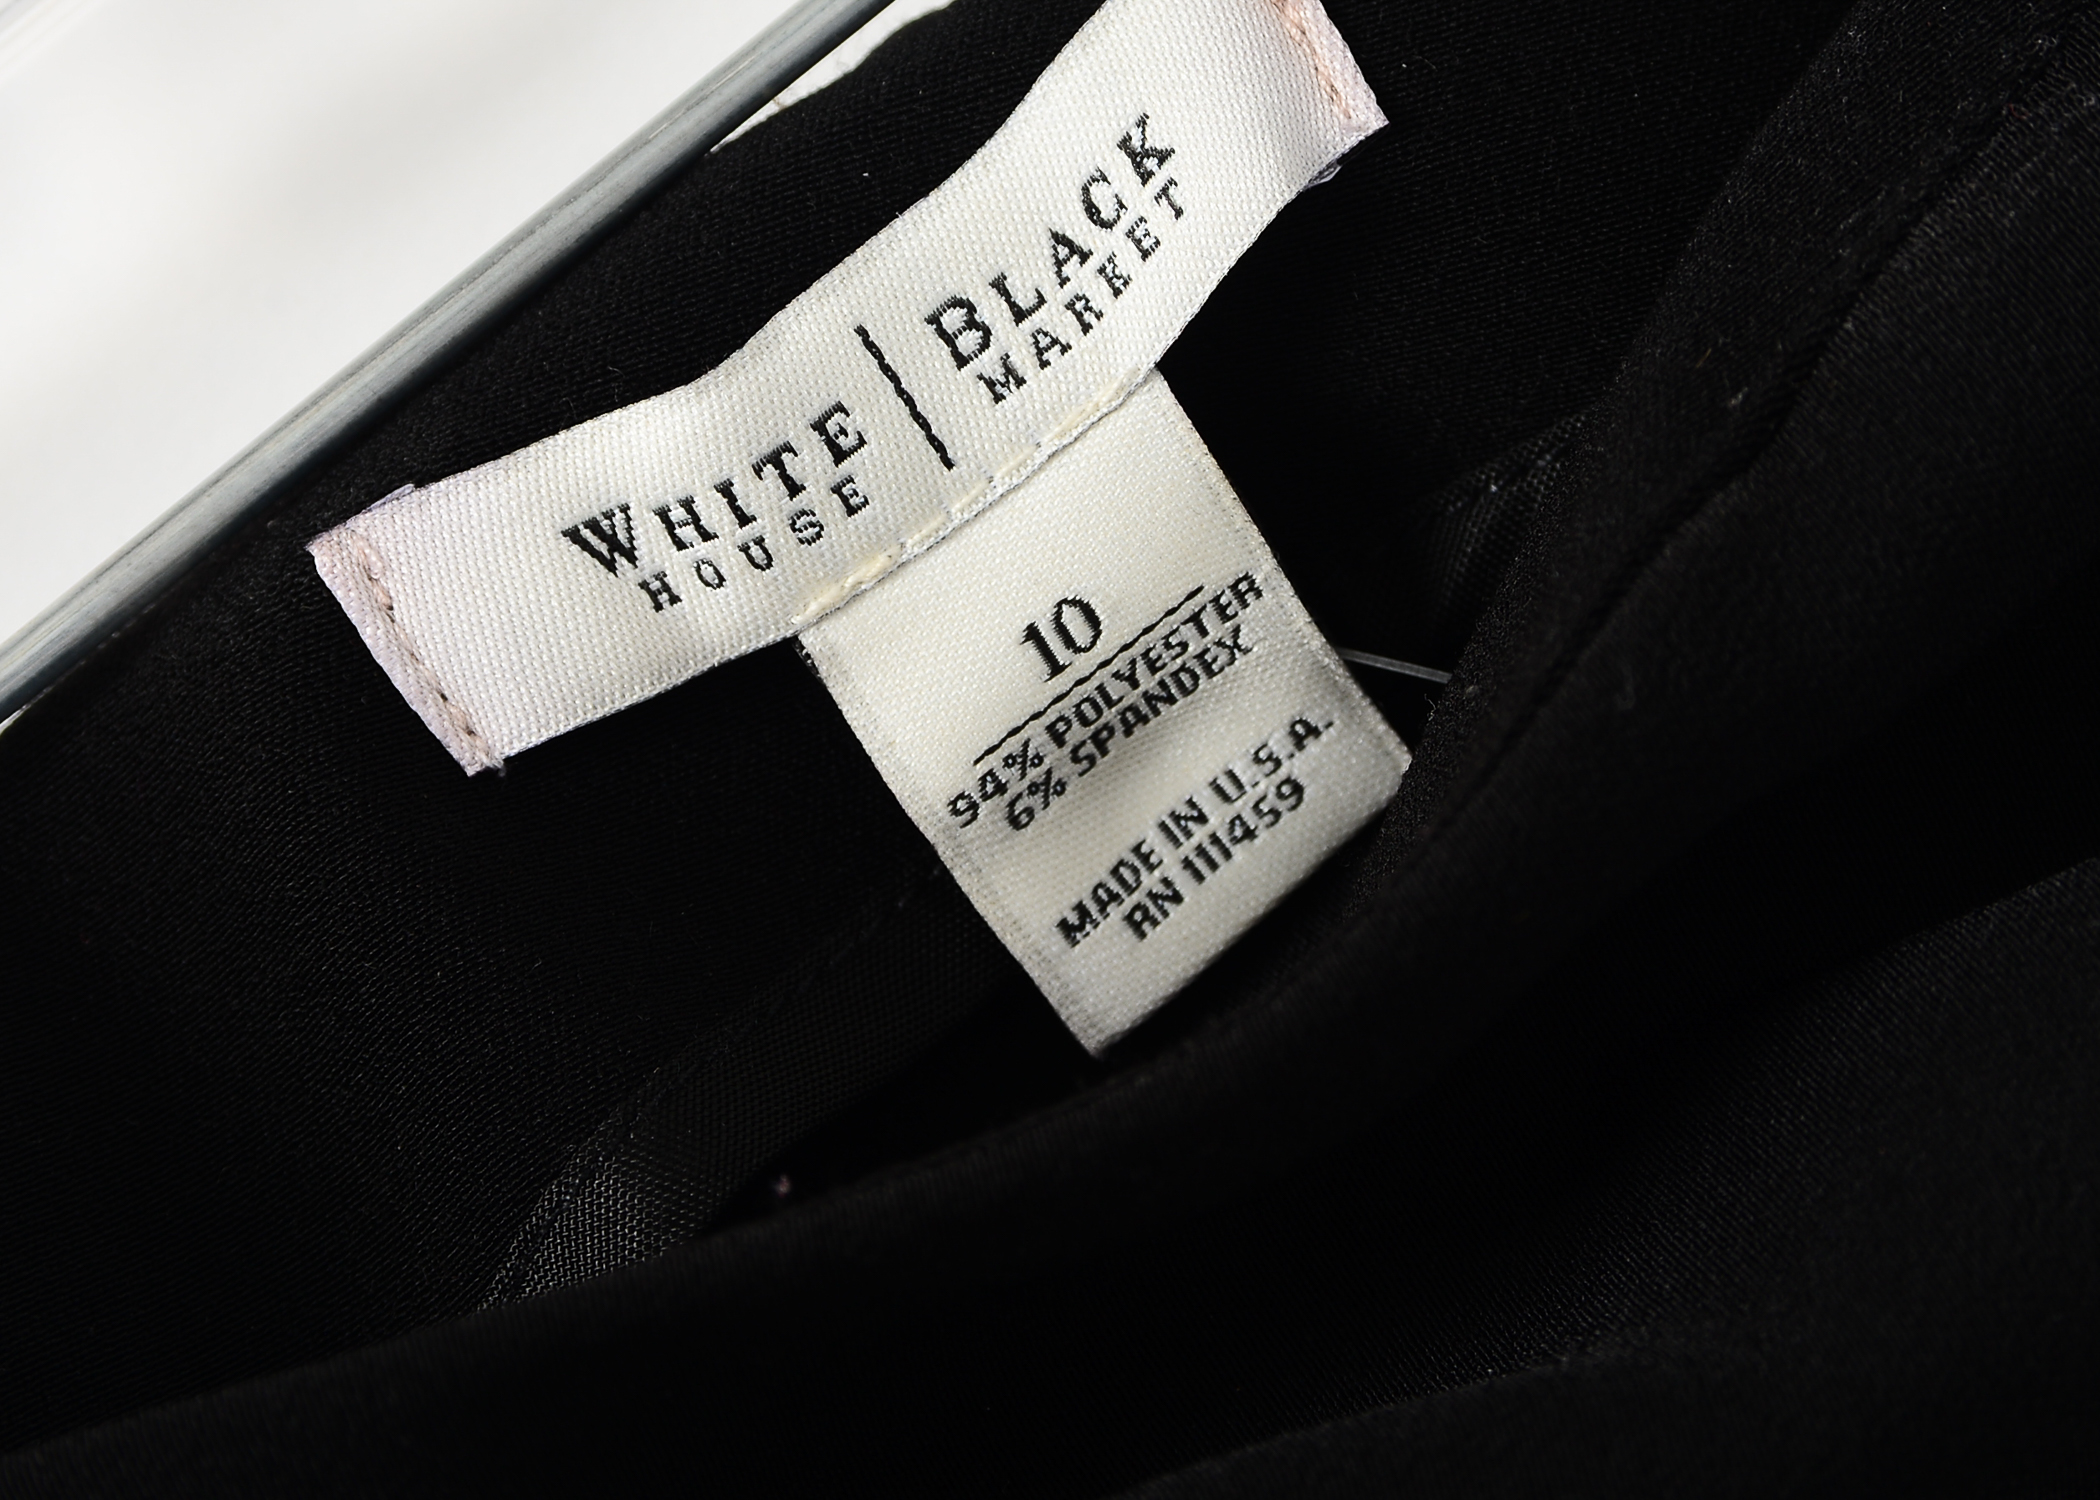 WHITE
HOUSE
BLACK
MARKET
10
94% POLYESTER
6% SPANDEX
MADE IN U.S.A.
RN 111459